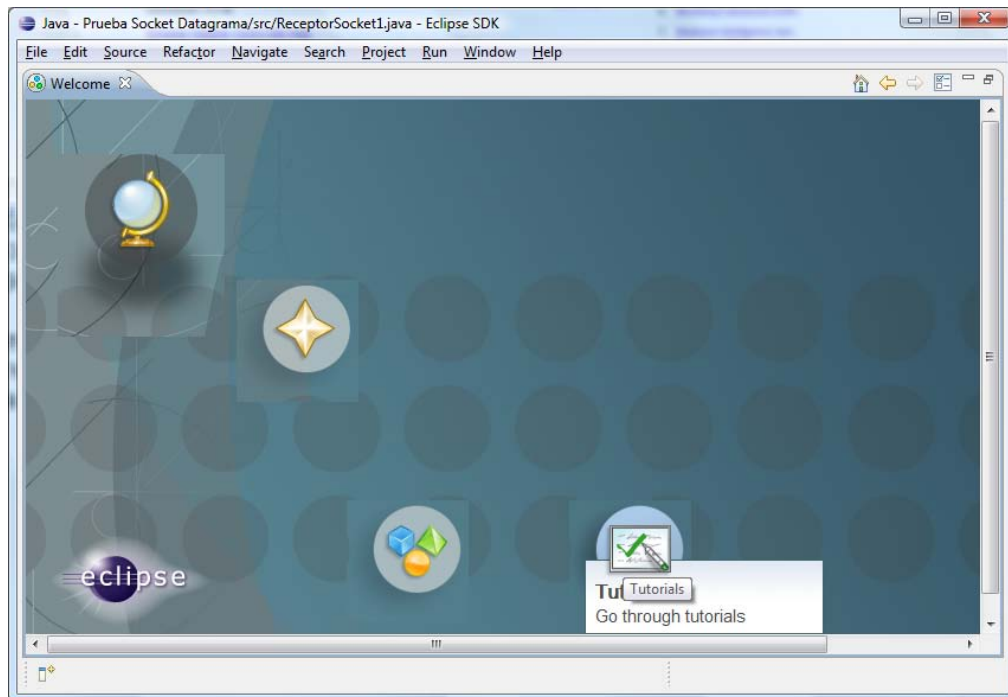 Java - Prueba Socket Datagrama/src/ReceptorSocket1.java - Eclipse SDK
File Edit Source Refactor Navigate Search Project Run Window Help
Welcome
eclipse
Tutorials
Go through tutorials